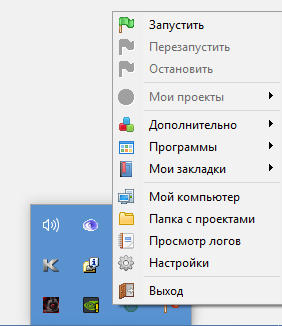 Запустить
Перезапустить
Остановить
Мои проекты
Дополнительно
Программы
Мои закладки
Мой компьютер
Папка с проектами
Просмотр логов
Настройки
Выход